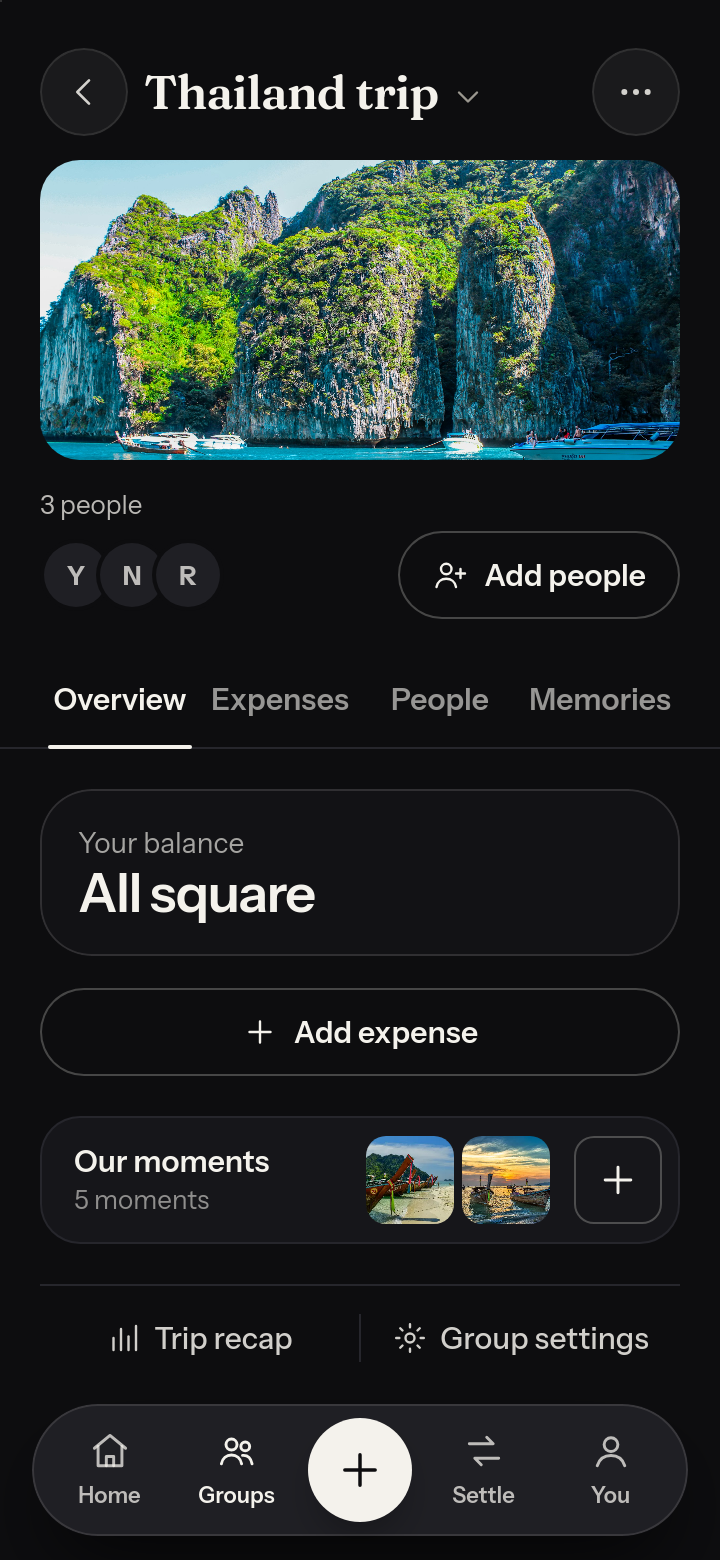 Thailand trip
3 people
Y N R
Add people
Overview Expenses People Memories
Your balance
All square
Add expense
Our moments
5 moments
Trip recap
Group settings
Home Groups Settle You